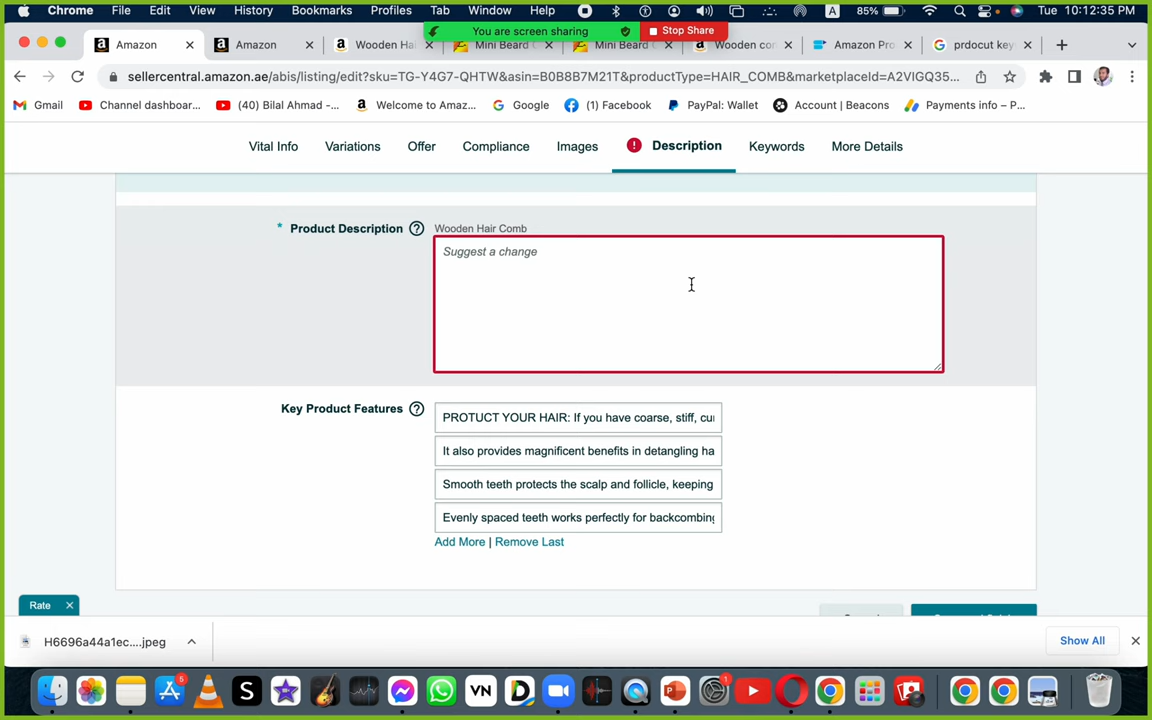 Chrome File Edit View History Bookmarks Profiles Tab Window Help A 85% Tue 10:12:35 PM
You are screen sharing Stop Share
Amazon Amazon Wooden Hai Mini Beard Mini Beard Wooden con Amazon Pro prdocut key
sellercentral.amazon.ae/abis/listing/edit?sku=TG-Y4G7-QHTW&asin=B0B8B7M21T&productType=HAIR_COMB&marketplaceId=A2VIGQ35...
Gmail Channel dashboar... (40) Bilal Ahmad -... Welcome to Amaz... Google (1) Facebook PayPal: Wallet Account | Beacons Payments info – P...
Vital Info Variations Offer Compliance Images Description Keywords More Details
* Product Description ? Wooden Hair Comb
Suggest a change
Key Product Features ? PROTUCT YOUR HAIR: If you have coarse, stiff, cu
It also provides magnificent benefits in detangling ha
Smooth teeth protects the scalp and follicle, keeping
Evenly spaced teeth works perfectly for backcombing
Add More | Remove Last
Rate
H6696a44a1ec....jpeg Show All
5 S VN D 1